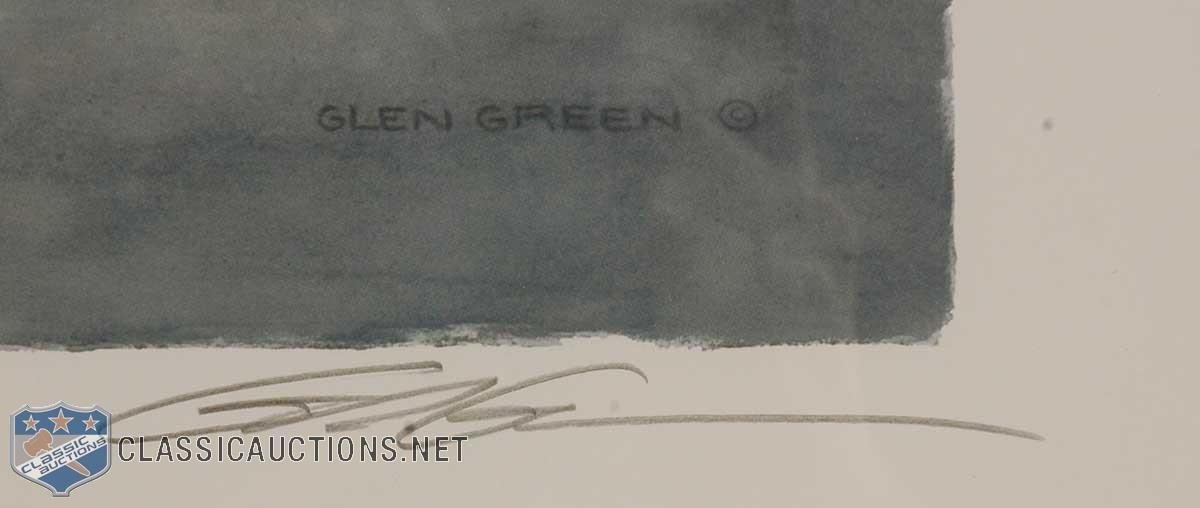 GLEN GREEN ©
CLASSIC
AUCTIONS
CLASSICAUCTIONS.NET